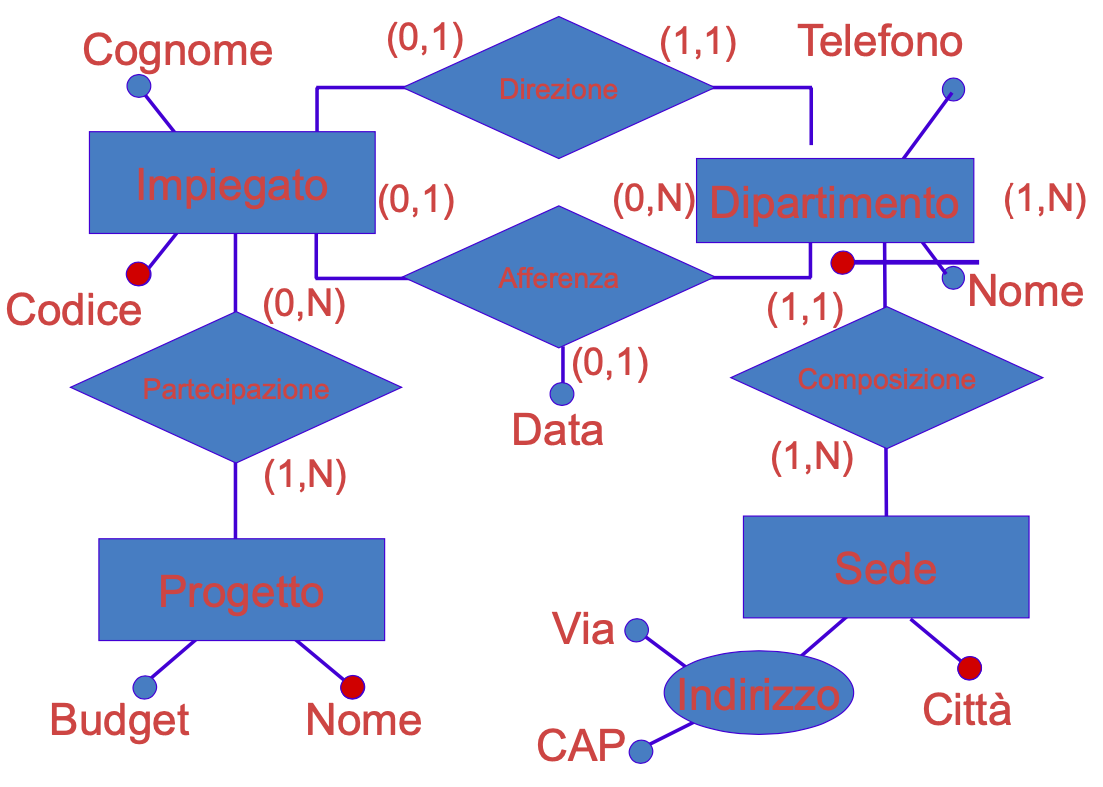 Cognome
(0,1)
(1,1)
Telefono
Direzione
Impiegato
(0,1)
(0,N)
Dipartimento
(1,N)
Afferenza
Codice
(0,N)
(1,1)
Nome
Partecipazione
(0,1)
Composizione
Data
(1,N)
(1,N)
Progetto
Sede
Via
Indirizzo
Budget
Nome
CAP
Città